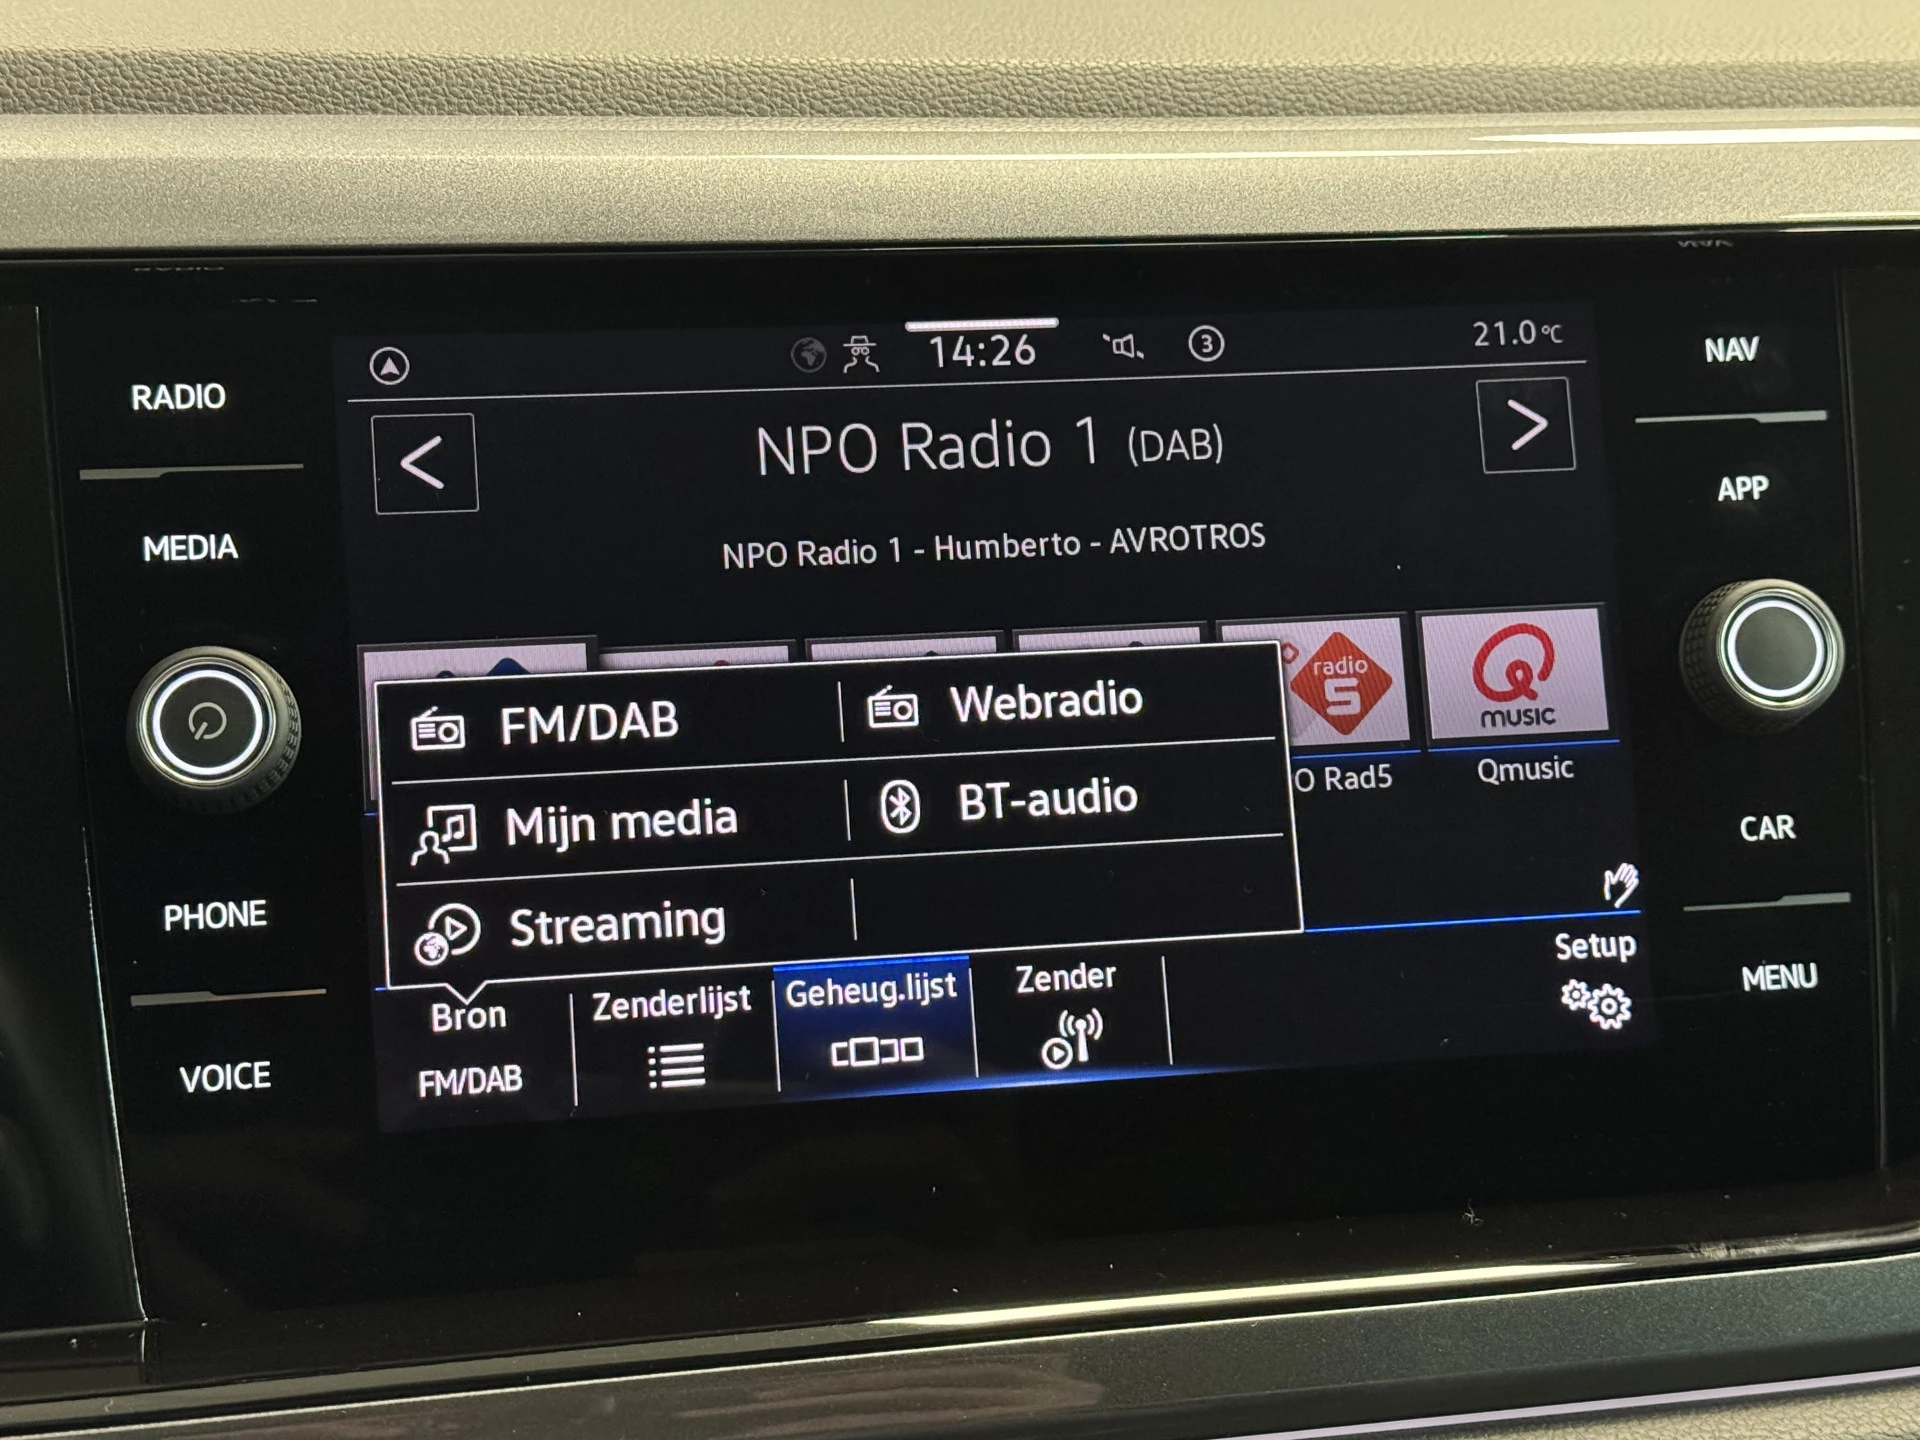 RADIO
MEDIA
PHONE
VOICE
14:26
3
21.0°C
NPO Radio 1 (DAB)
NPO Radio 1 - Humberto - AVROTROS
FM/DAB
Webradio
Mijn media
BT-audio
Streaming
radio
5
O Rad5
Q
MUSIC
Qmusic
Bron
FM/DAB
Zenderlijst
Geheug.lijst
Zender
Setup
NAV
APP
CAR
MENU